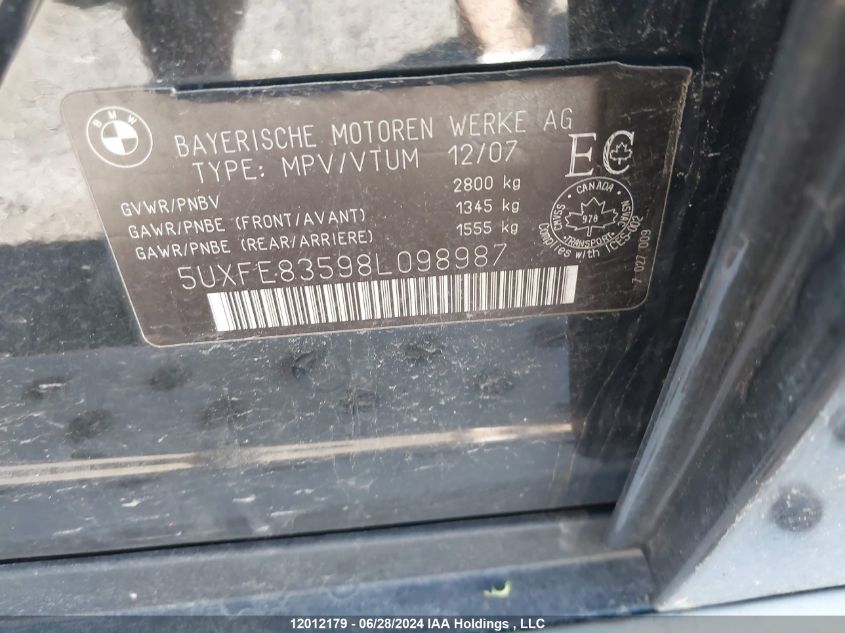 BMW
BAYERISCHE MOTOREN WERKE AG
TYPE: MPV/VTUM 12/07
EC
GVWR/PNBV 2800 kg
GAWR/PNBE (FRONT/AVANT) 1345 kg
GAWR/PNBE (REAR/ARRIERE) 1555 kg
CANADA
CMVSS
NSVAC
978
TRANSPORT
Complies with ICES-002
7 027 009
5UXFE83598L098987
12012179 - 06/28/2024 IAA Holdings , LLC